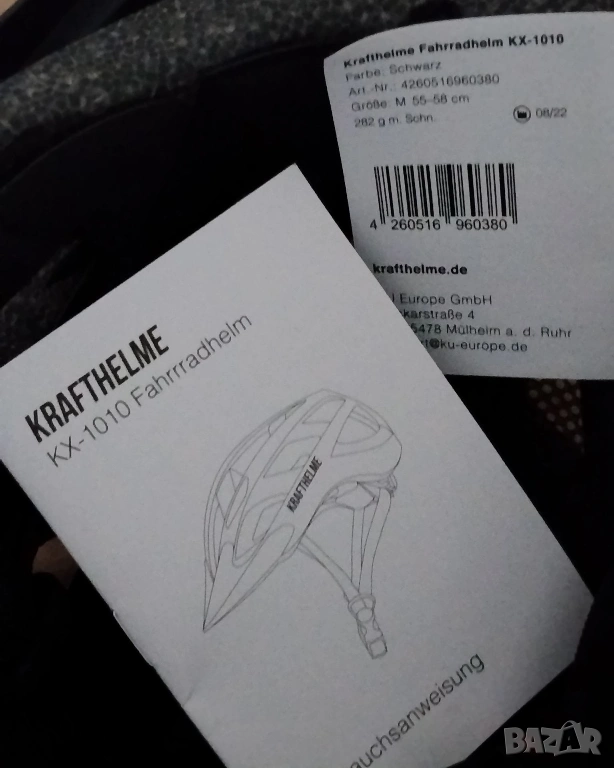 Krafthelme Fahrradhelm KX-1010
Farbe: Schwarz
Art.-Nr.: 4260516960380
Größe: M 55-58 cm
282 g m. Schn.
08/22
4 260516 960380
krafthelme.de
Europe GmbH
karstraße 4
5478 Mülheim a. d. Ruhr
@ku-europe.de
KRAFTHELME
KX-1010 Fahrrradhelm
KRAFTHELME
auchsanweisung
BAZAR